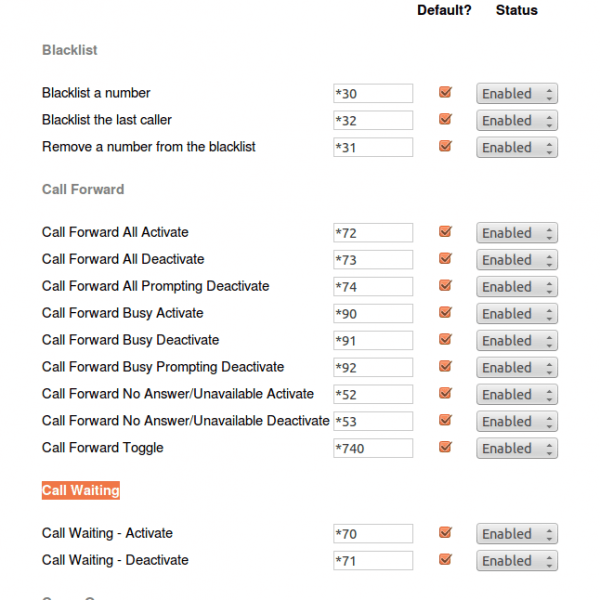 Default? Status
Blacklist
Blacklist a number *30 Enabled
Blacklist the last caller *32 Enabled
Remove a number from the blacklist *31 Enabled
Call Forward
Call Forward All Activate *72 Enabled
Call Forward All Deactivate *73 Enabled
Call Forward All Prompting Deactivate *74 Enabled
Call Forward Busy Activate *90 Enabled
Call Forward Busy Deactivate *91 Enabled
Call Forward Busy Prompting Deactivate *92 Enabled
Call Forward No Answer/Unavailable Activate *52 Enabled
Call Forward No Answer/Unavailable Deactivate *53 Enabled
Call Forward Toggle *740 Enabled
Call Waiting
Call Waiting - Activate *70 Enabled
Call Waiting - Deactivate *71 Enabled